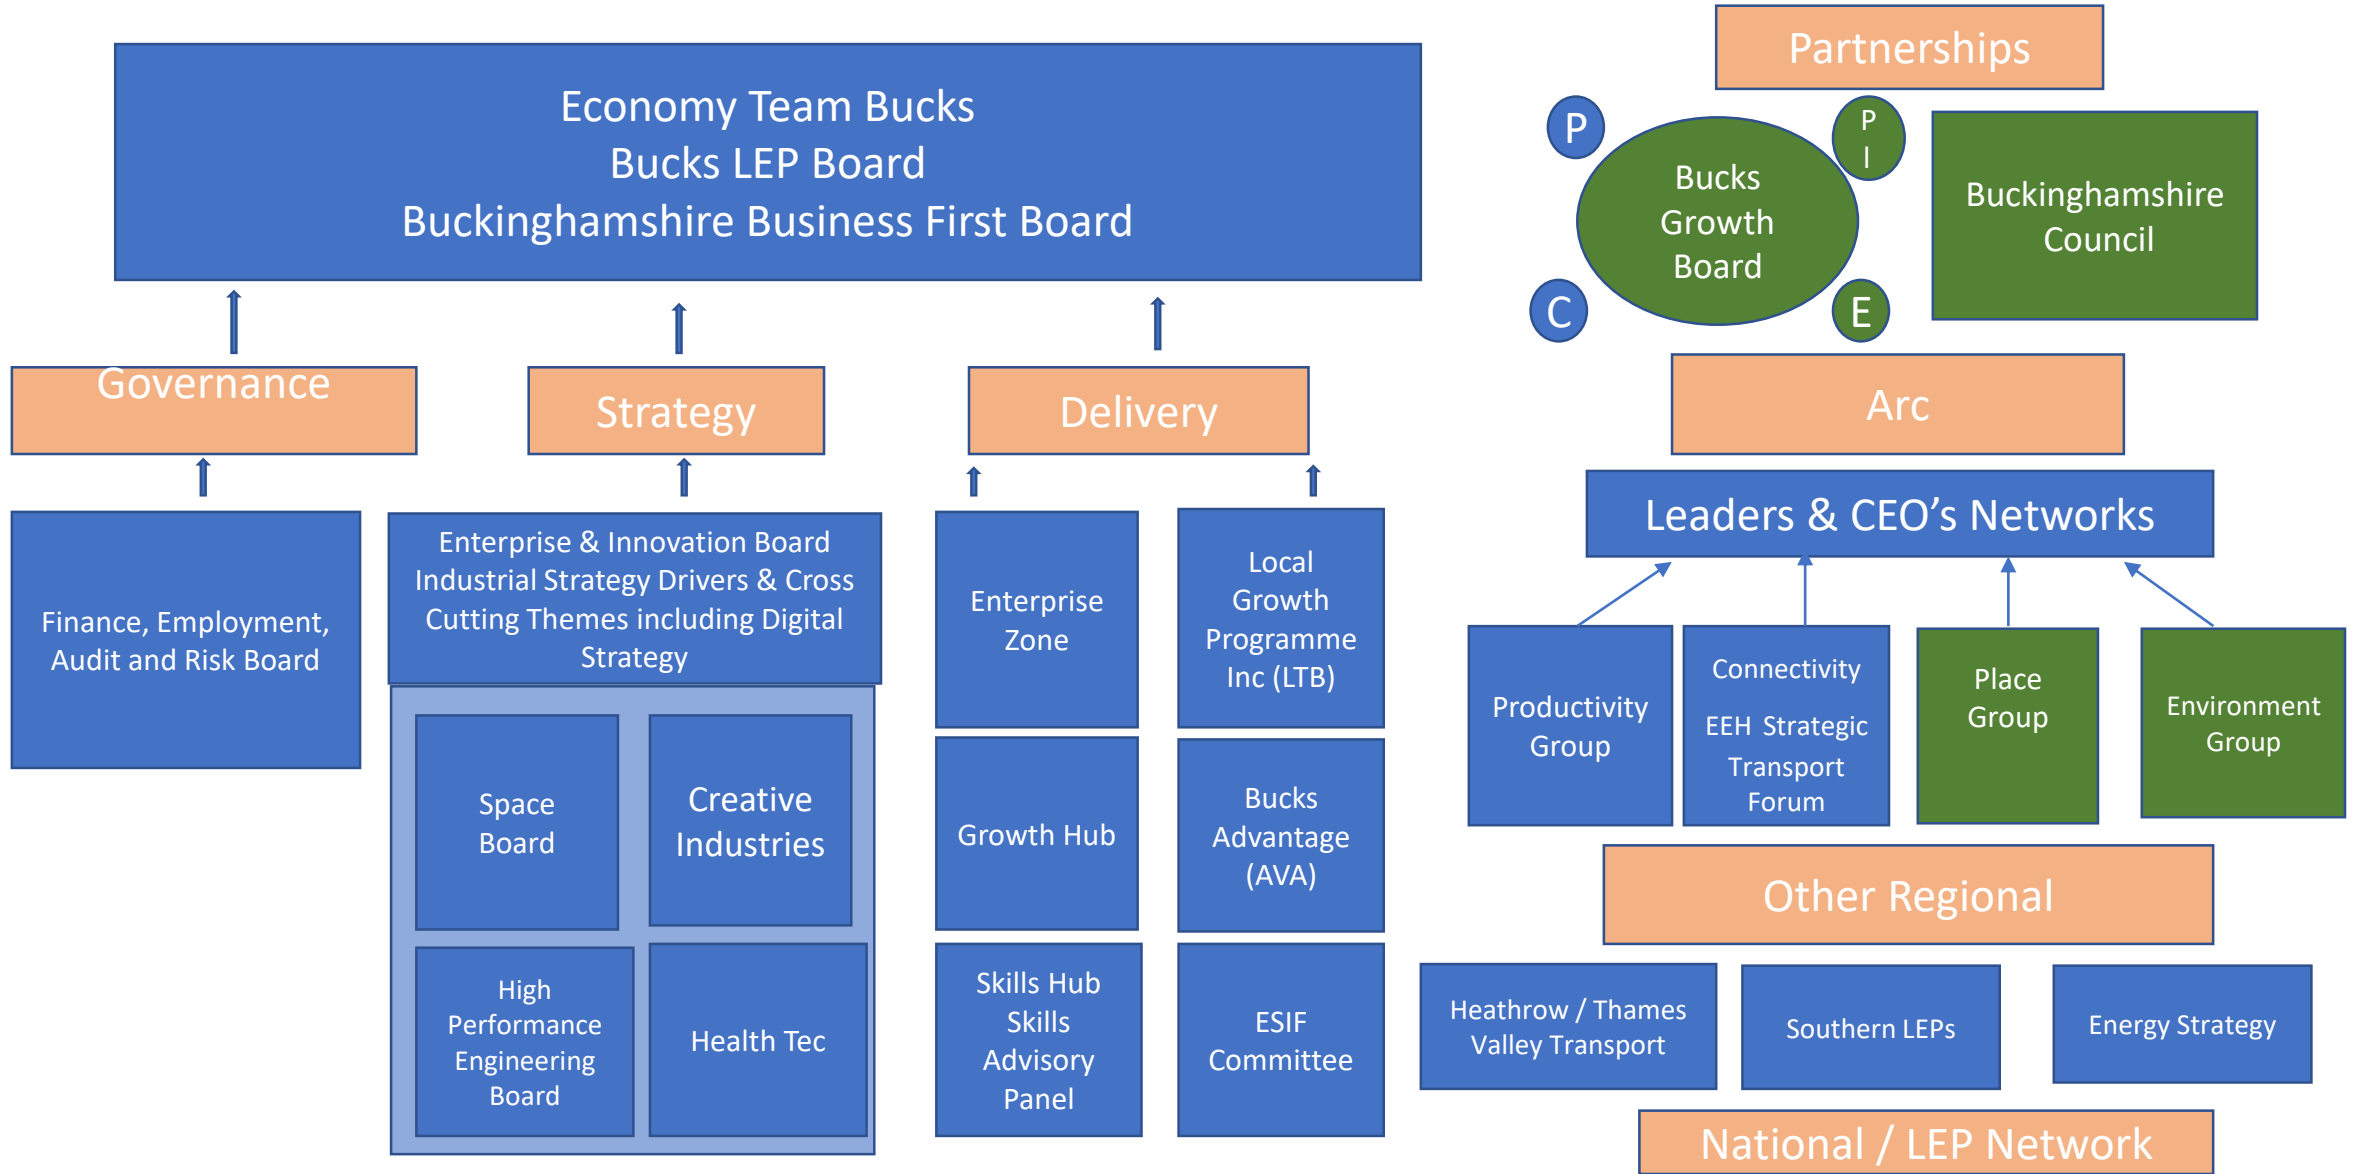 Economy Team Bucks
Bucks LEP Board
Buckinghamshire Business First Board
Governance
Strategy
Delivery
Finance, Employment,
Audit and Risk Board
Enterprise & Innovation Board
Industrial Strategy Drivers & Cross
Cutting Themes including Digital
Strategy
Space
Board
Creative
Industries
High
Performance
Engineering
Board
Health Tec
Enterprise
Zone
Local
Growth
Programme
Inc (LTB)
Growth Hub
Bucks
Advantage
(AVA)
Skills Hub
Skills
Advisory
Panel
ESIF
Committee
Partnerships
P
P
I
Bucks
Growth
Board
C
E
Buckinghamshire
Council
Arc
Leaders & CEO’s Networks
Productivity
Group
Connectivity
EEH Strategic
Transport
Forum
Place
Group
Environment
Group
Other Regional
Heathrow / Thames
Valley Transport
Southern LEPs
Energy Strategy
National / LEP Network